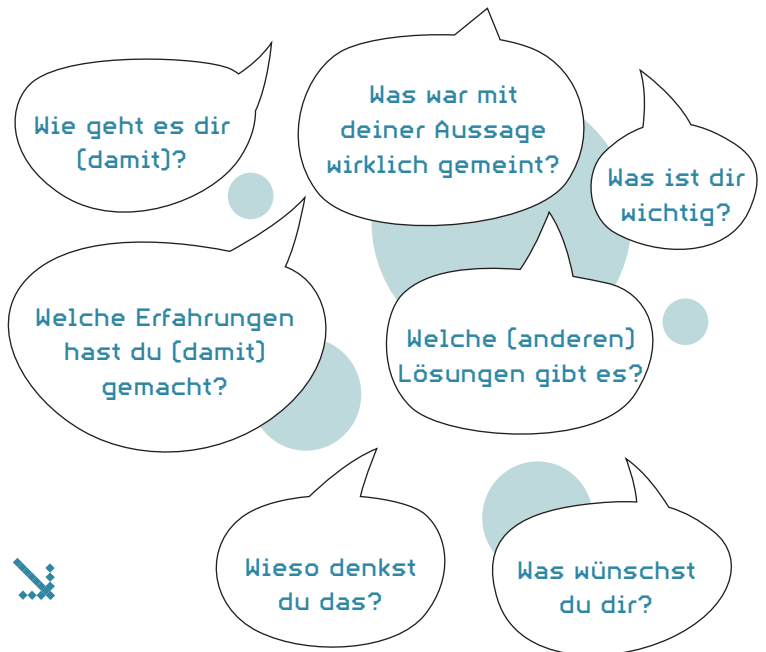 Wie geht es dir
(damit)?
Was war mit
deiner Aussage
wirklich gemeint?
Was ist dir
wichtig?
Welche Erfahrungen
hast du (damit)
gemacht?
Welche (anderen)
Lösungen gibt es?
Wieso denkst
du das?
Was wünschst
du dir?